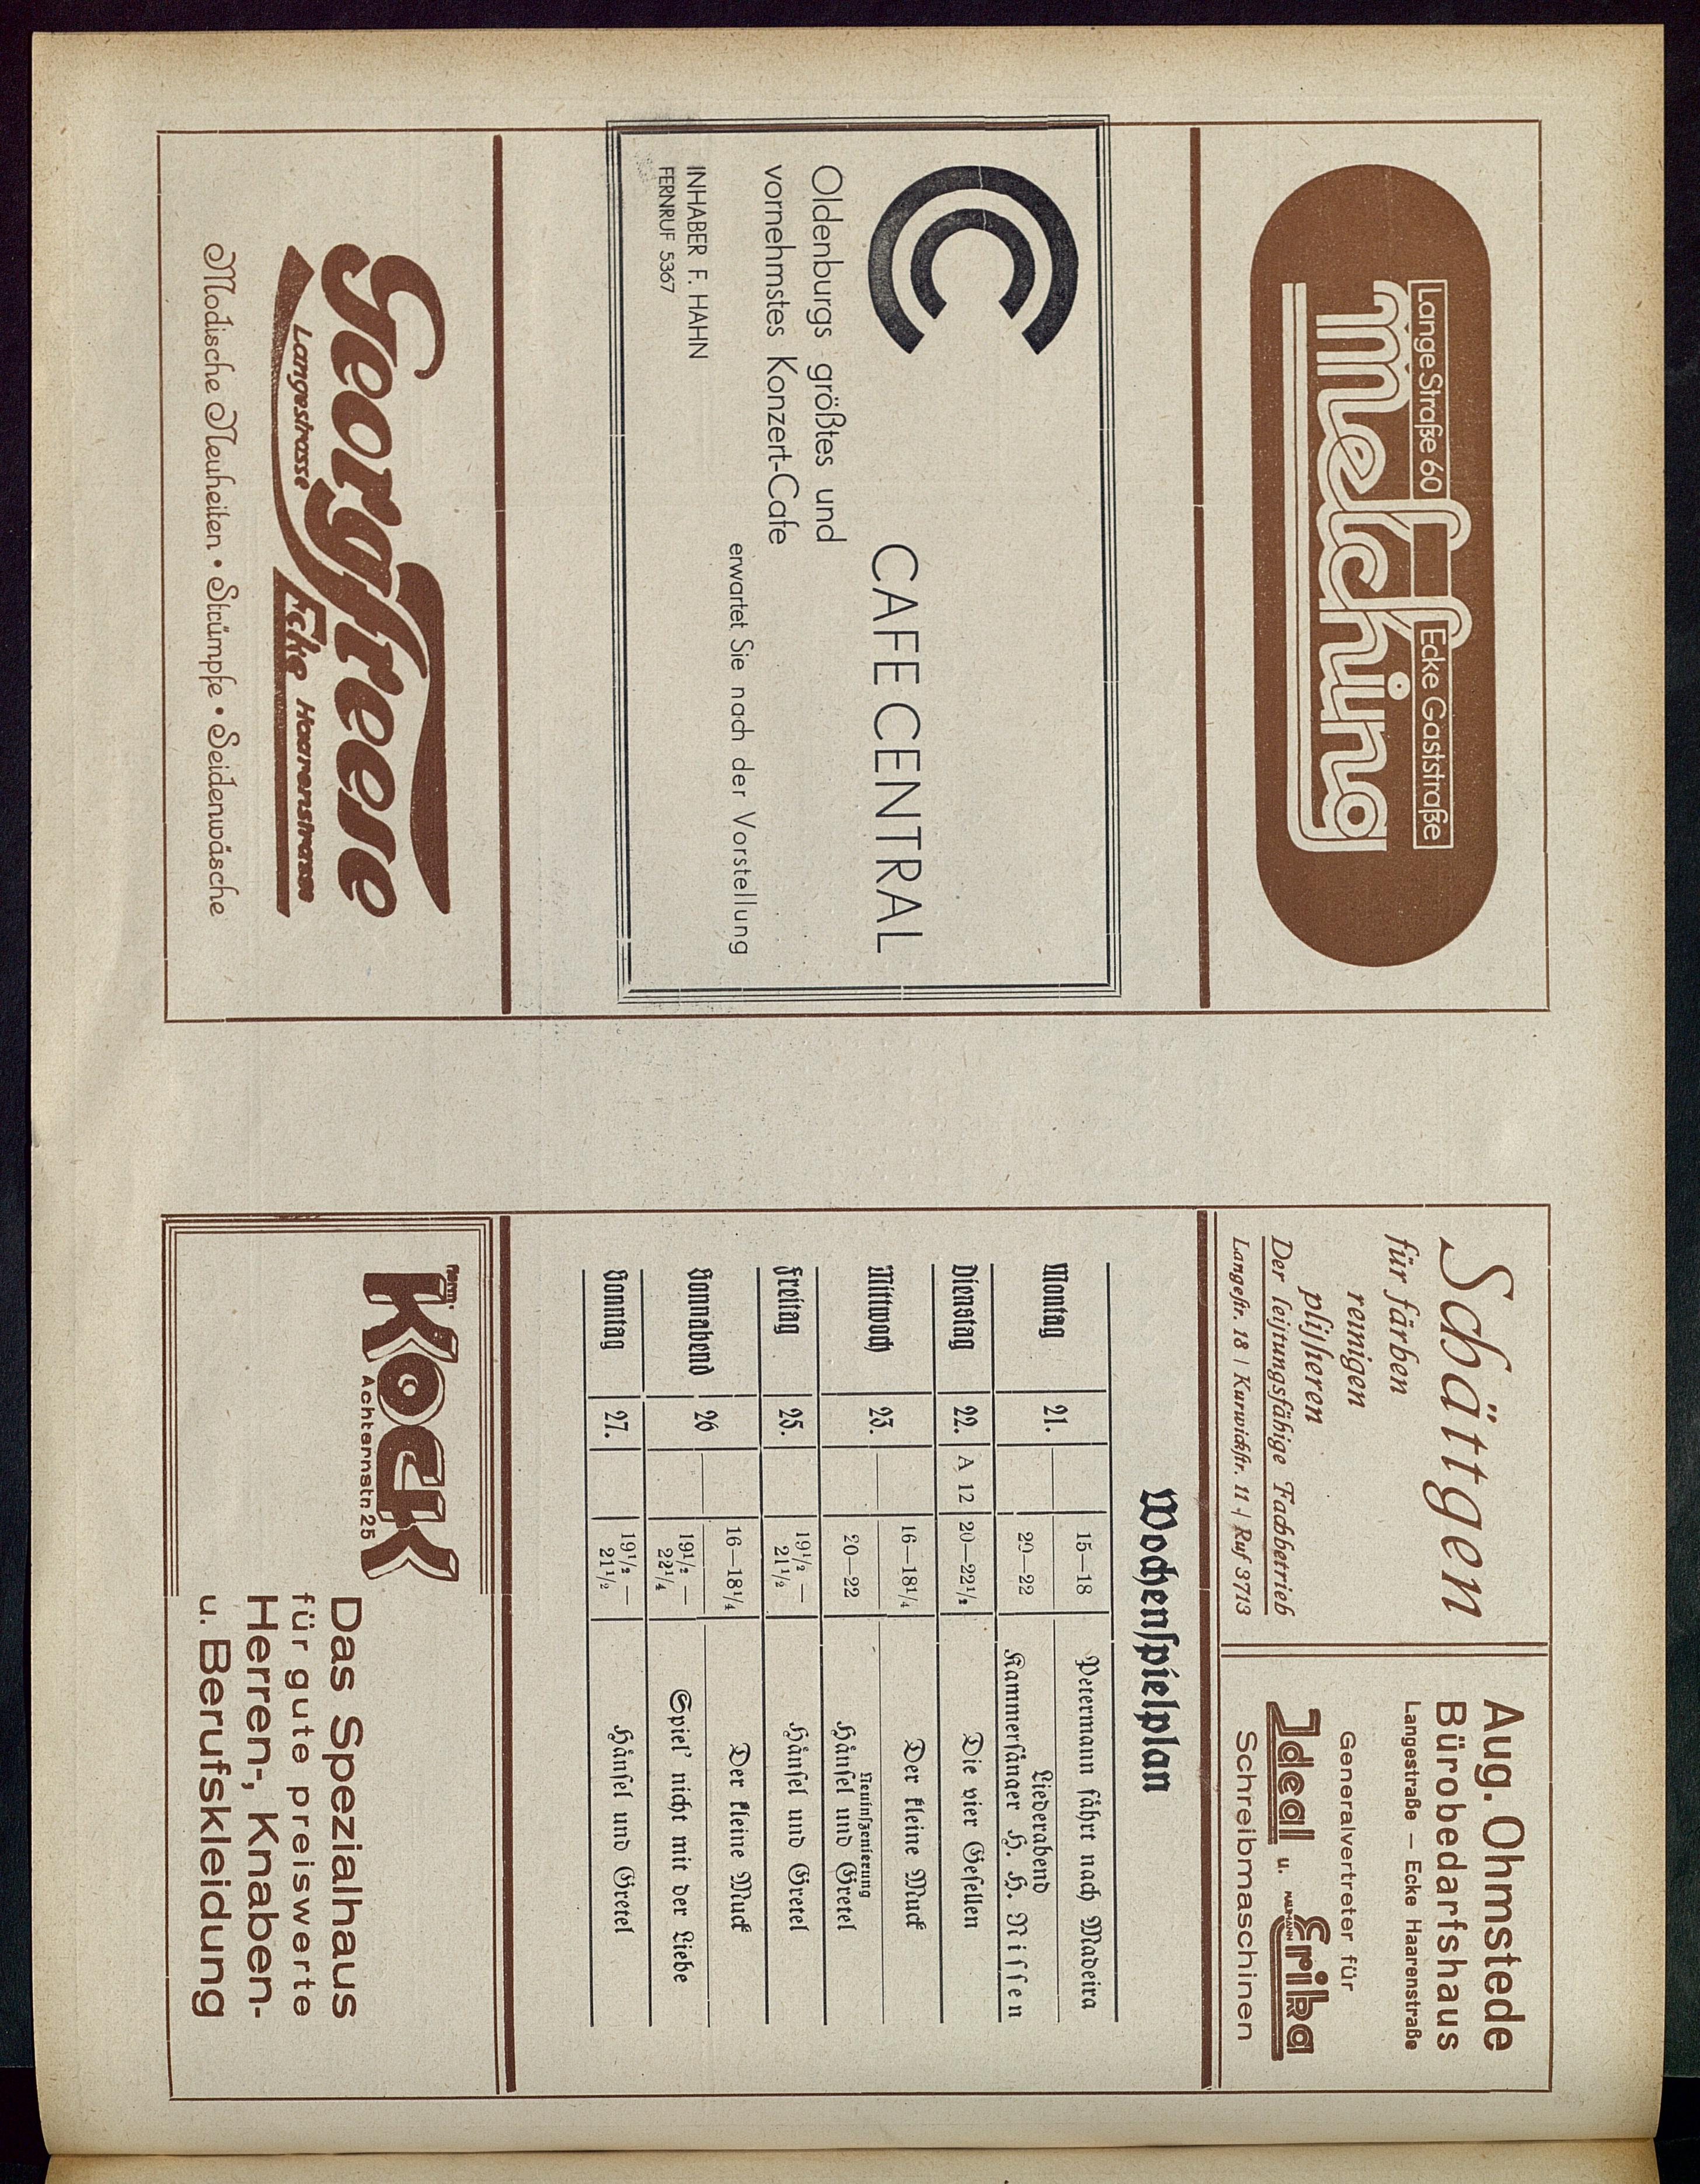 Lange Straße 60
Ecke Gaststraße
Melching
CAFE CENTRAL
Oldenburgs größtes und
vornehmstes Konzert-Cafe
erwartet Sie nach der Vorstellung
INHABER F. HAHN
FERNRUF 5367
Georg Freese
Langestrasse
Ecke Haarenstrasse
Modische Neuheiten • Strümpfe • Seidenwäsche
Schättgen
für färben
reinigen
plissieren
Der leistungsfähige Fachbetrieb
Langestr. 18 | Kurwickstr. 11 | Ruf 3713
Aug. Ohmstede
Bürobedarfshaus
Langestraße — Ecke Haarenstraße
Generalvertreter für
Ideal u. NAUMANN Erika
Schreibmaschinen
Wochenspielplan
Montag 21. 15—18 Petermann fährt nach Madeira
20—22 Liederabend
Kammersänger H. H. Nissen
Dienstag 22. A 12 20—22½ Die vier Gesellen
Mittwoch 23. 16—18¼ Der kleine Muck
20—22 Neuinszenierung
Hänsel und Gretel
Freitag 25. 19½—21½ Hänsel und Gretel
Sonnabend 26 16—18¼ Der kleine Muck
19½—22¼ Spiel' nicht mit der Liebe
Sonntag 27. 19½—21½ Hänsel und Gretel
Herm.
Kock
Achternstr. 25
Das Spezialhaus
für gute preiswerte
Herren-, Knaben-
u. Berufskleidung